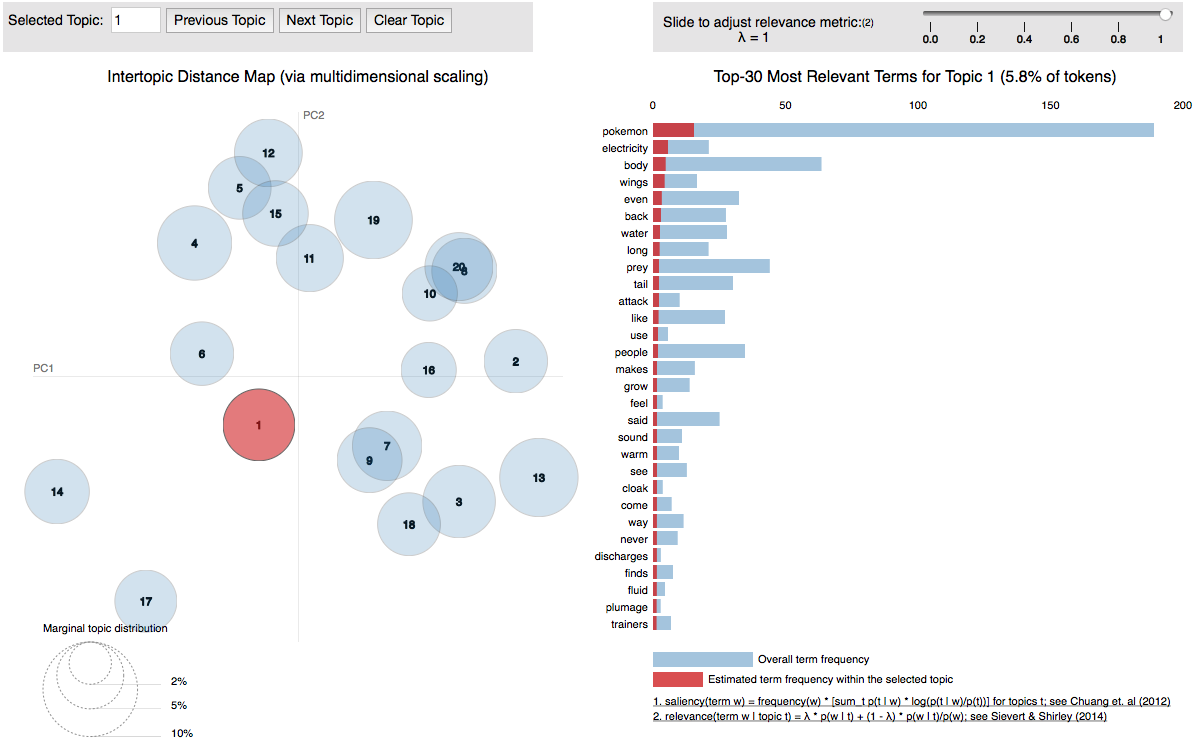 Selected Topic: 1 Previous Topic Next Topic Clear Topic
Slide to adjust relevance metric:(2)
λ = 1
0.0 0.2 0.4 0.6 0.8 1
Intertopic Distance Map (via multidimensional scaling)
PC2
PC1
12
5
15
19
4
11
20
8
10
6
16
2
1
7
9
13
14
3
18
17
Marginal topic distribution
2%
5%
10%
Top-30 Most Relevant Terms for Topic 1 (5.8% of tokens)
0 50 100 150 200
pokemon
electricity
body
wings
even
back
water
long
prey
tail
attack
like
use
people
makes
grow
feel
said
sound
warm
see
cloak
come
way
never
discharges
finds
fluid
plumage
trainers
Overall term frequency
Estimated term frequency within the selected topic
1. saliency(term w) = frequency(w) * [sum_t p(t | w) * log(p(t | w)/p(t))] for topics t; see Chuang et. al (2012)
2. relevance(term w | topic t) = λ * p(w | t) + (1 - λ) * p(w | t)/p(w); see Sievert & Shirley (2014)